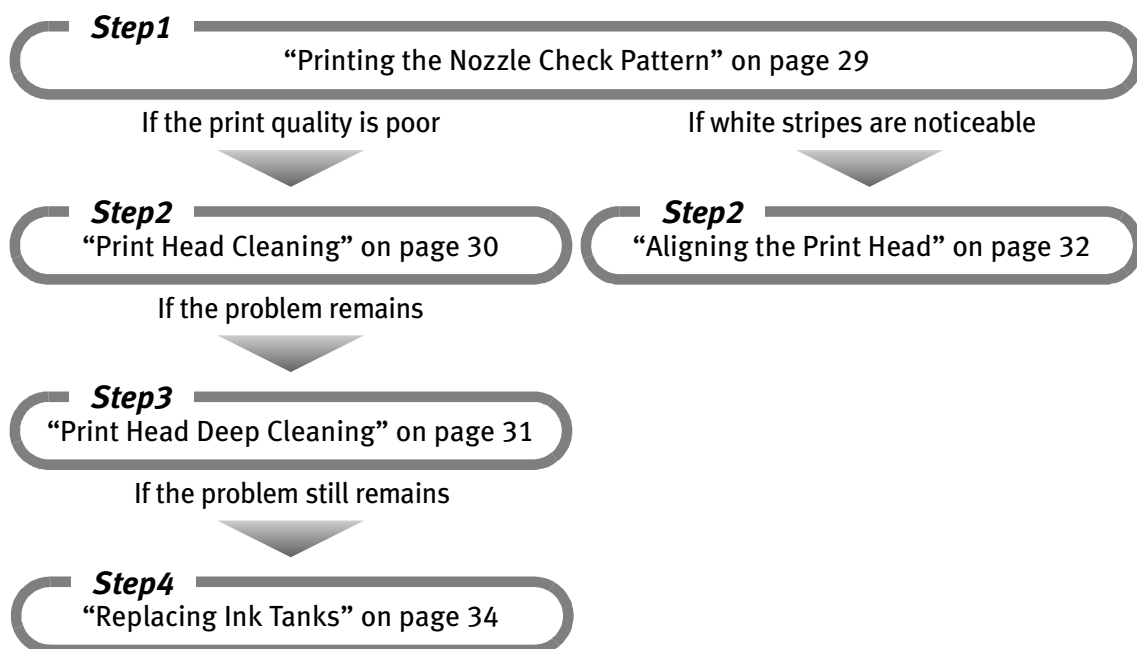 Step1
“Printing the Nozzle Check Pattern” on page 29
If the print quality is poor
If white stripes are noticeable
Step2
“Print Head Cleaning” on page 30
Step2
“Aligning the Print Head” on page 32
If the problem remains
Step3
“Print Head Deep Cleaning” on page 31
If the problem still remains
Step4
“Replacing Ink Tanks” on page 34